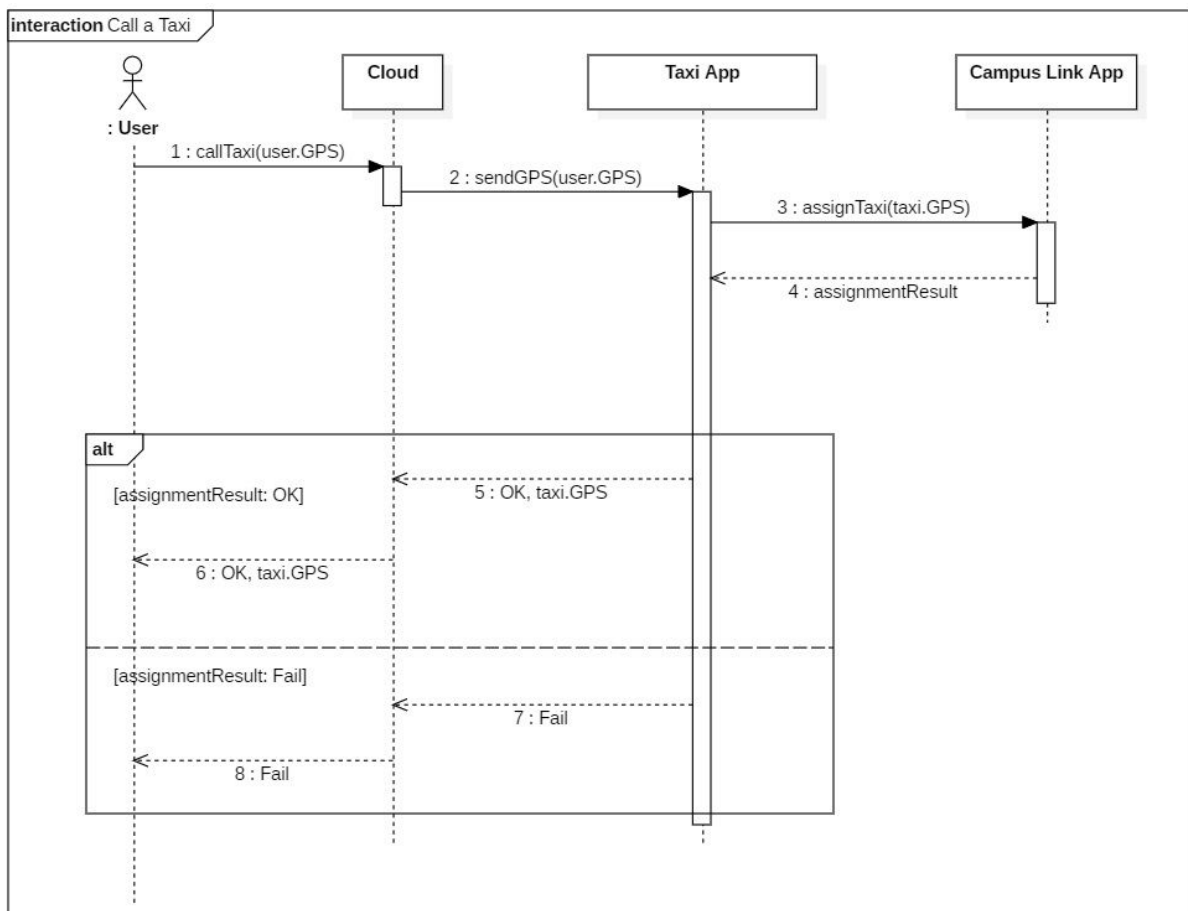 interaction Call a Taxi
Cloud
Taxi App
Campus Link App
: User
1 : callTaxi(user.GPS)
2 : sendGPS(user.GPS)
3 : assignTaxi(taxi.GPS)
4 : assignmentResult
alt
[assignmentResult: OK]
5 : OK, taxi.GPS
6 : OK, taxi.GPS
[assignmentResult: Fail]
7 : Fail
8 : Fail